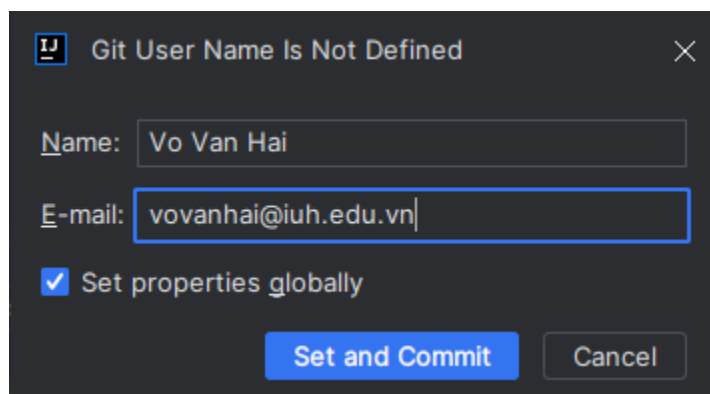 IJ Git User Name Is Not Defined
Name: Vo Van Hai
E-mail: vovanhai@iuh.edu.vn
Set properties globally
Set and Commit Cancel